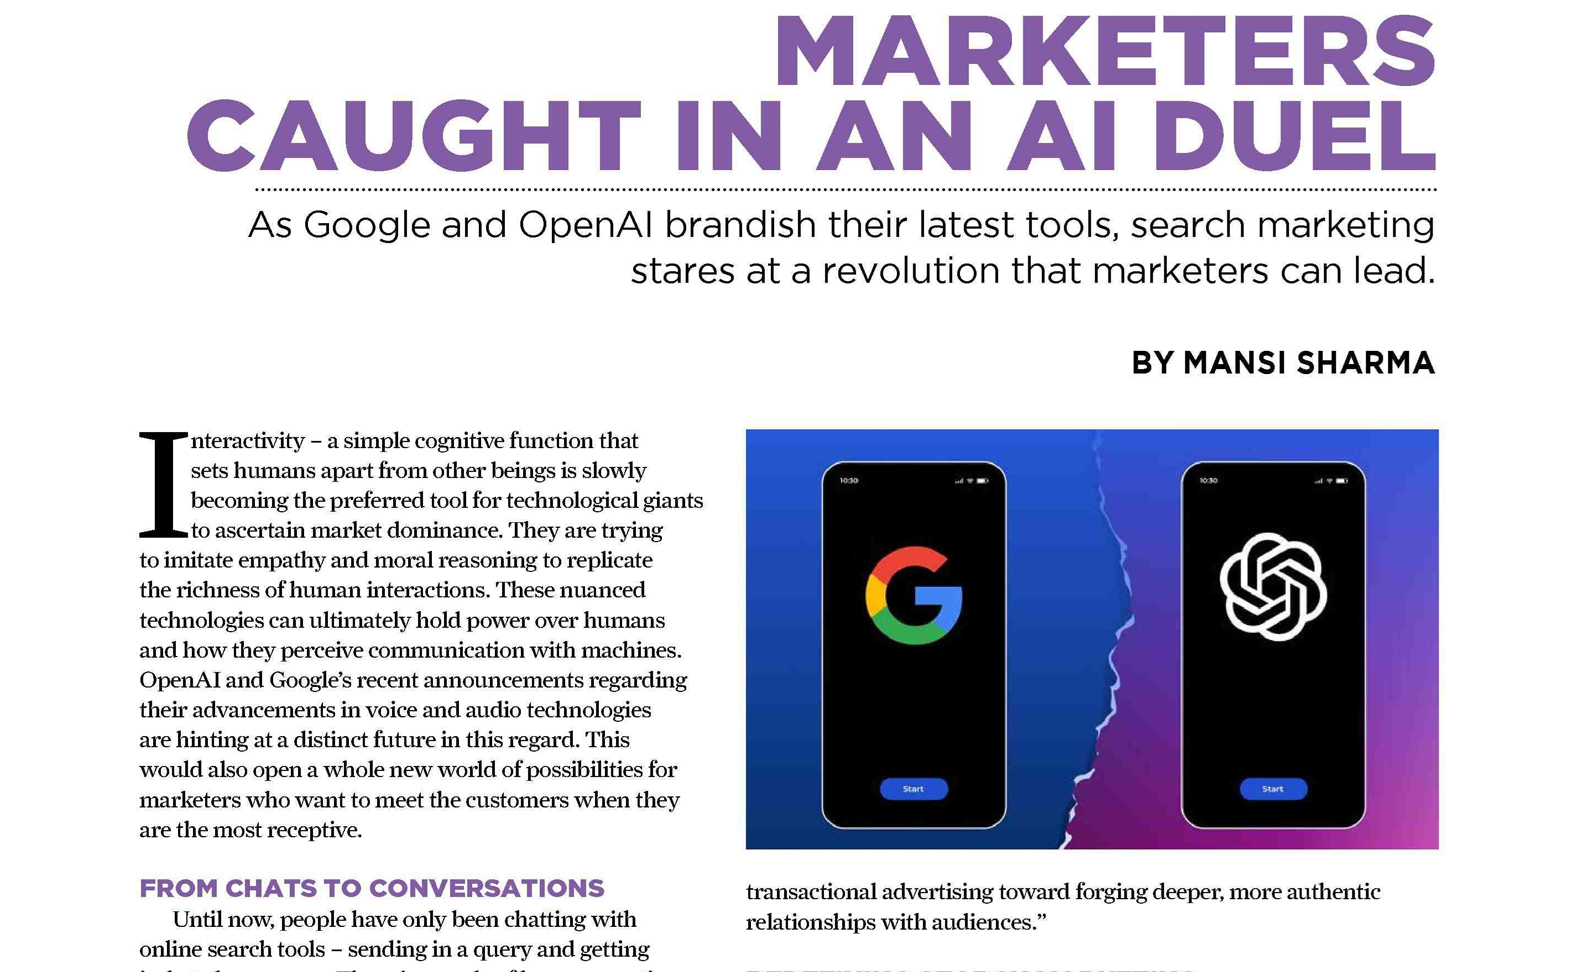 MARKETERS
CAUGHT IN AN AI DUEL
As Google and OpenAI brandish their latest tools, search marketing
stares at a revolution that marketers can lead.
BY MANSI SHARMA
Interactivity – a simple cognitive function that
sets humans apart from other beings is slowly
becoming the preferred tool for technological giants
to ascertain market dominance. They are trying
to imitate empathy and moral reasoning to replicate
the richness of human interactions. These nuanced
technologies can ultimately hold power over humans
and how they perceive communication with machines.
OpenAI and Google’s recent announcements regarding
their advancements in voice and audio technologies
are hinting at a distinct future in this regard. This
would also open a whole new world of possibilities for
marketers who want to meet the customers when they
are the most receptive.
FROM CHATS TO CONVERSATIONS
Until now, people have only been chatting with
online search tools – sending in a query and getting
10:30
G
Start
10:30
Start
transactional advertising toward forging deeper, more authentic
relationships with audiences.”